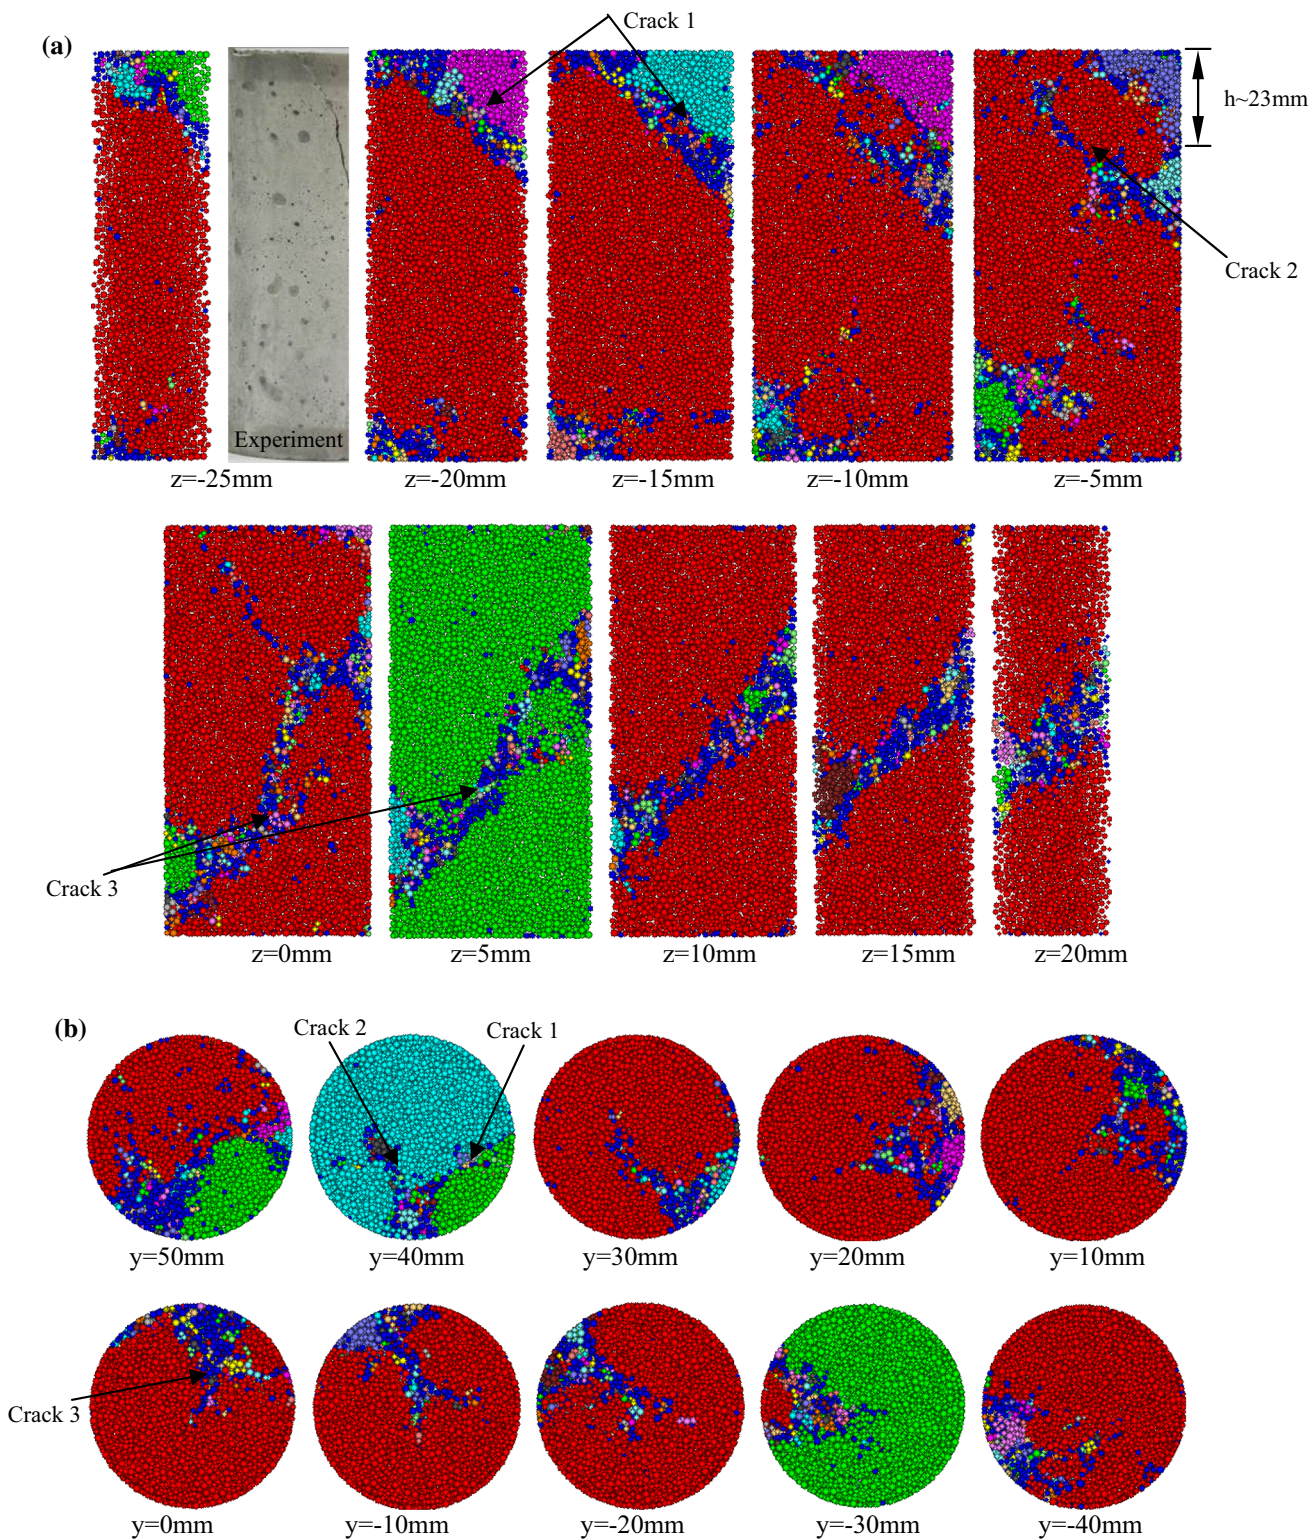 Crack 1
(a)
h~23mm
Crack 2
Experiment
z=-25mm
z=-20mm
z=-15mm
z=-10mm
z=-5mm
Crack 3
z=0mm
z=5mm
z=10mm
z=15mm
z=20mm
(b)
Crack 2
Crack 1
y=50mm
y=40mm
y=30mm
y=20mm
y=10mm
Crack 3
y=0mm
y=-10mm
y=-20mm
y=-30mm
y=-40mm